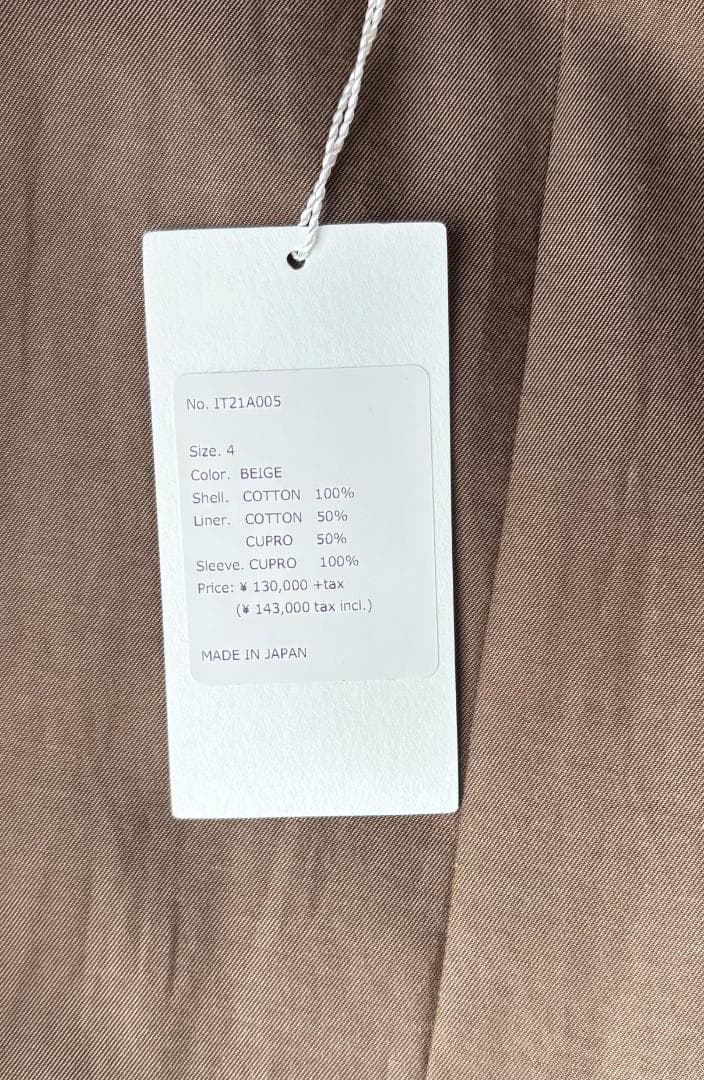 No. IT21A005
Size. 4
Color. BEIGE
Shell. COTTON 100%
Liner. COTTON 50%
CUPRO 50%
Sleeve. CUPRO 100%
Price: ¥ 130,000 +tax
(¥ 143,000 tax incl.)
MADE IN JAPAN